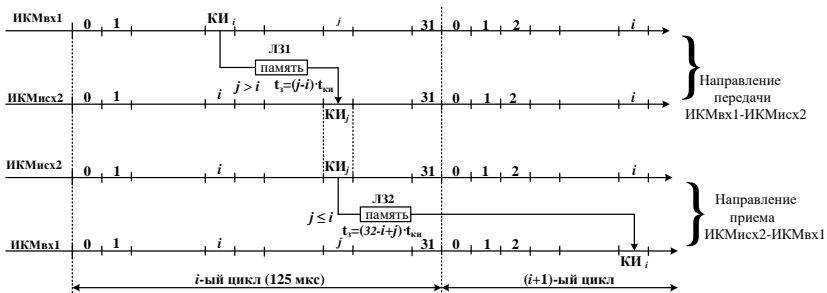 ИКМвх1 0 1 КИ i j 31 0 1 2 i
ЛЗ1
память
j > i tз=(j-i)·tки
ИКМисх2 0 1 i 31 0 1 2 i
КИj
Направление
передачи
ИКМвх1-ИКМисх2
КИj
ИКМисх2 0 1 i 31 0 1 2 i
ЛЗ2
j ≤ i память
tз=(32-i+j)·tки
Направление
приема
ИКМисх2-ИКМвх1
ИКМвх1 0 1 i j 31 0 1 2
КИ i
i-ый цикл (125 мкс) (i+1)-ый цикл